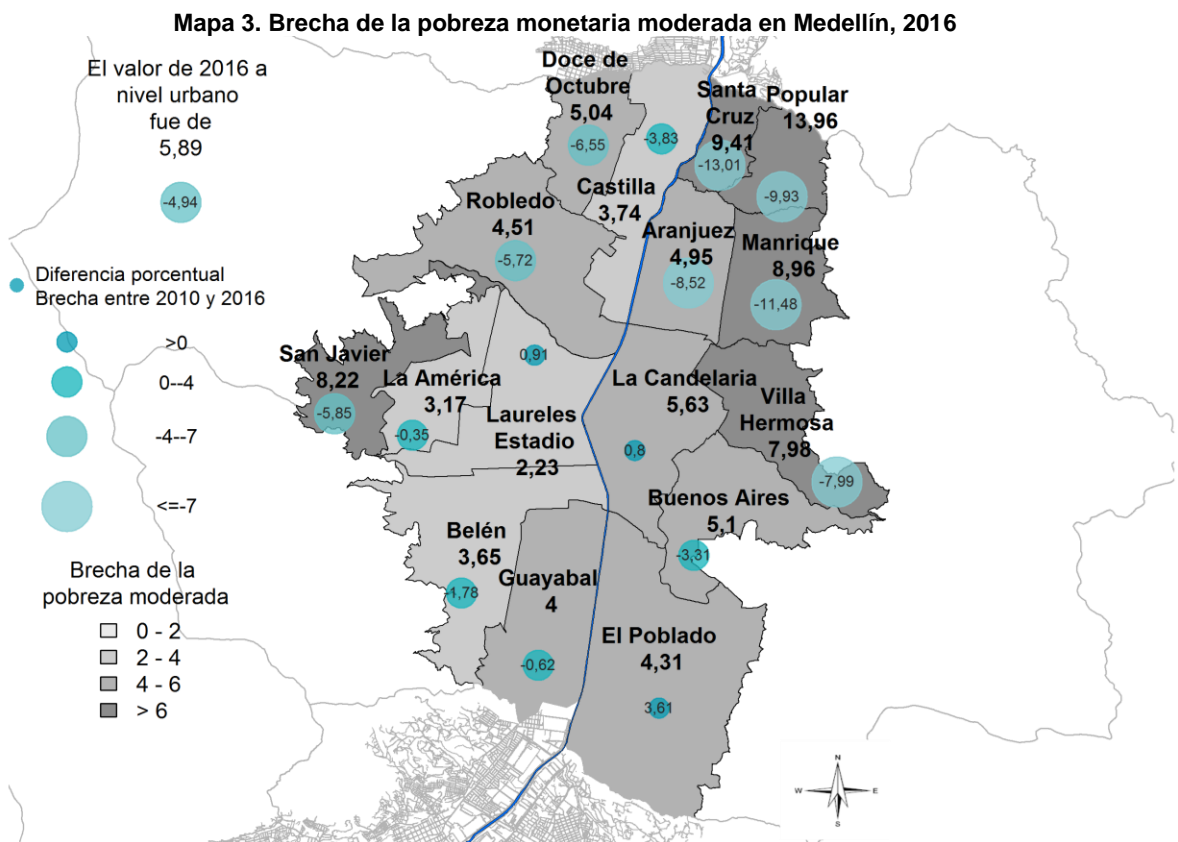 Mapa 3. Brecha de la pobreza monetaria moderada en Medellín, 2016
El valor de 2016 a
nivel urbano
fue de
5,89
-4,94
Diferencia porcentual
Brecha entre 2010 y 2016
>0
0--4
-4--7
<=-7
Brecha de la
pobreza moderada
0 - 2
2 - 4
4 - 6
> 6
Doce de
Octubre
5,04
-6,55
-3,83
Castilla
3,74
Santa
Cruz
9,41
-13,01
Popular
13,96
-9,93
Robledo
4,51
-5,72
Aranjuez
4,95
-8,52
Manrique
8,96
-11,48
San Javier
8,22
-5,85
La América
3,17
-0,35
0,91
Laureles
Estadio
2,23
La Candelaria
5,63
0,8
Villa
Hermosa
7,98
-7,99
Buenos Aires
5,1
-3,31
Belén
3,65
-1,78
Guayabal
4
-0,62
El Poblado
4,31
3,61
N
W
E
S